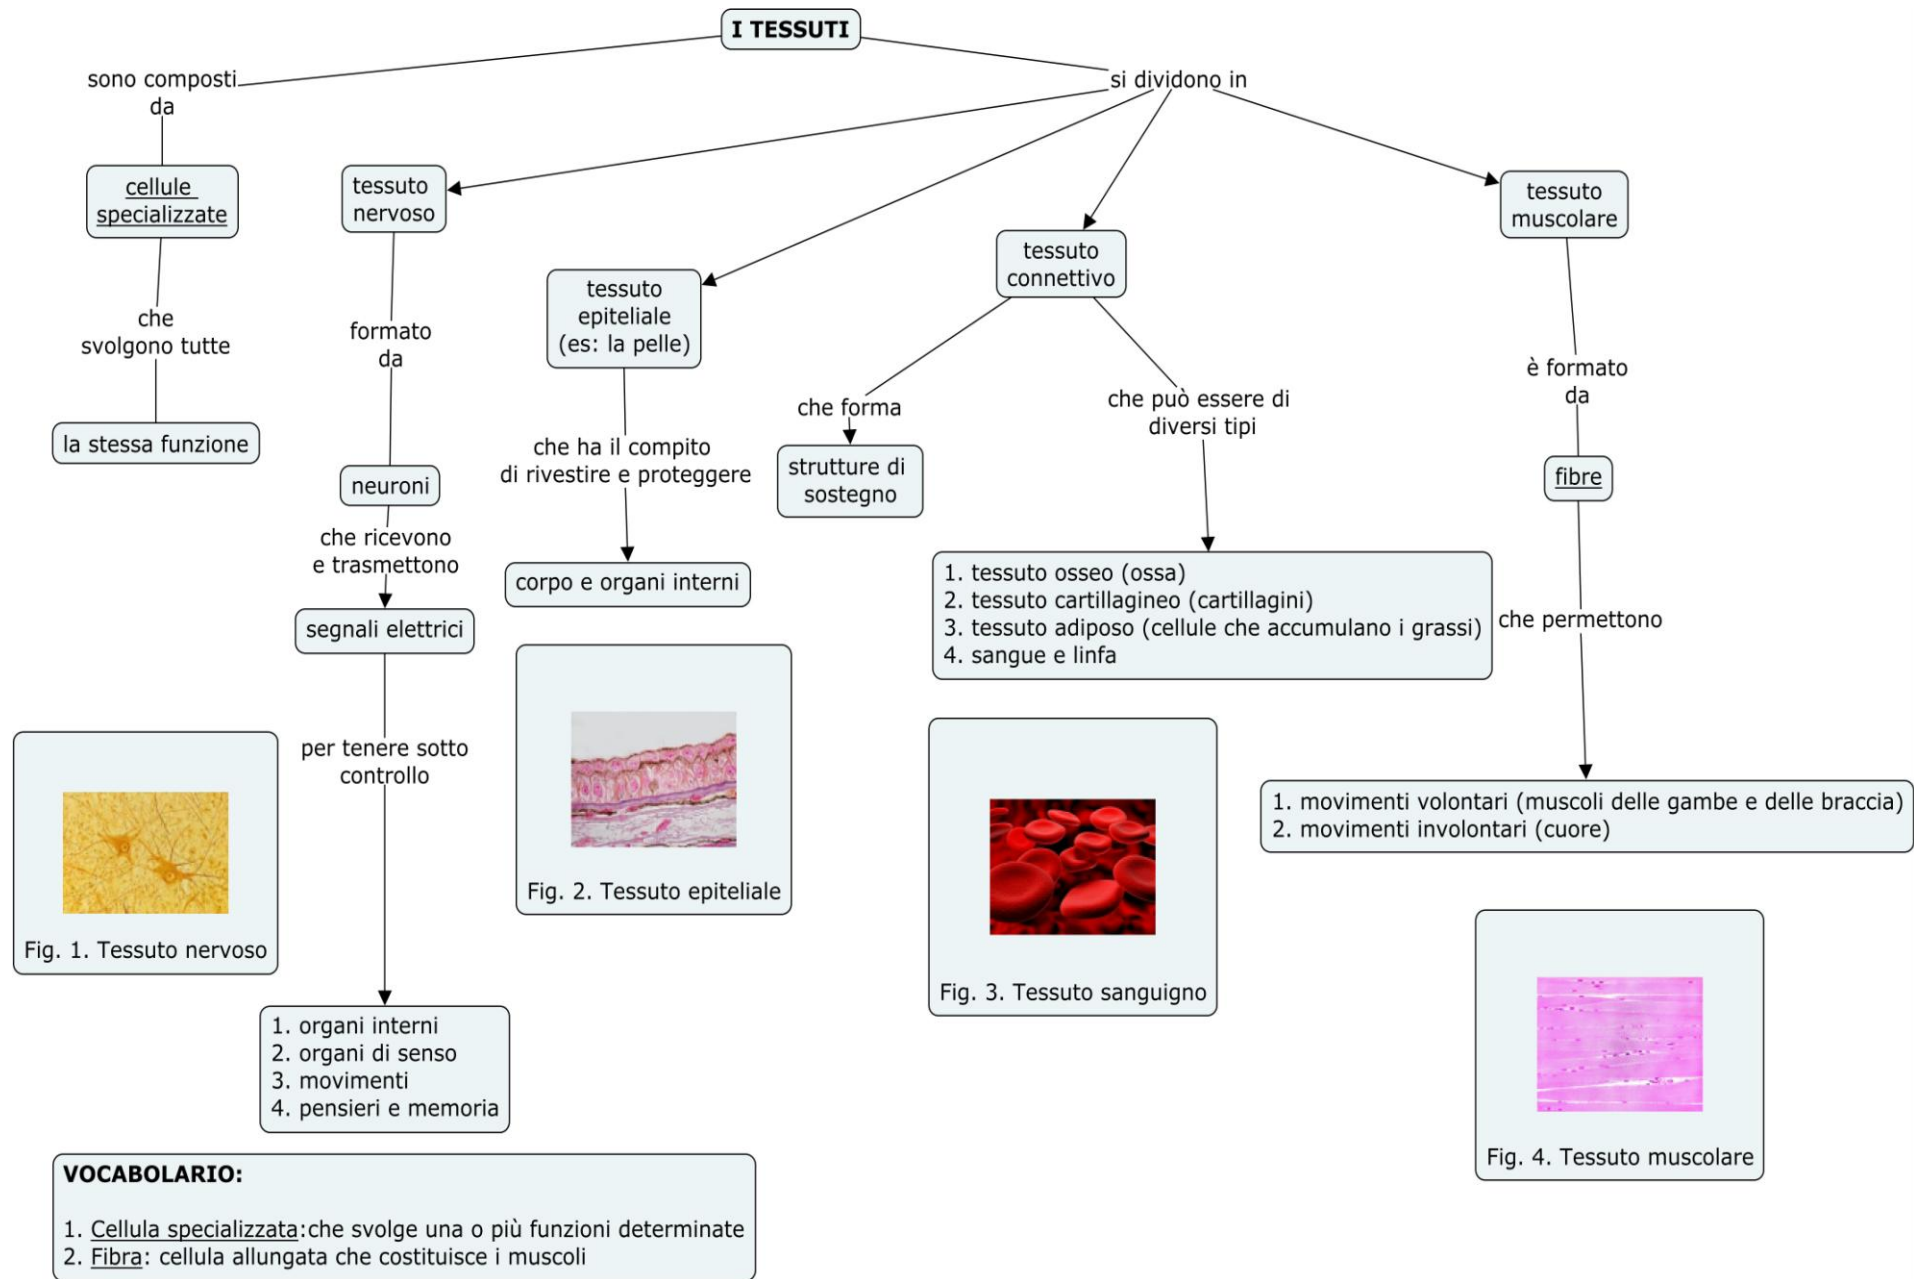 I TESSUTI
sono composti
da
si dividono in
cellule
specializzate
che
svolgono tutte
la stessa funzione
tessuto
nervoso
formato
da
neuroni
che ricevono
e trasmettono
segnali elettrici
per tenere sotto
controllo
1. organi interni
2. organi di senso
3. movimenti
4. pensieri e memoria
tessuto
epiteliale
(es: la pelle)
che ha il compito
di rivestire e proteggere
corpo e organi interni
tessuto
connettivo
che forma
strutture di
sostegno
che può essere di
diversi tipi
1. tessuto osseo (ossa)
2. tessuto cartillagineo (cartillagini)
3. tessuto adiposo (cellule che accumulano i grassi)
4. sangue e linfa
tessuto
muscolare
è formato
da
fibre
che permettono
1. movimenti volontari (muscoli delle gambe e delle braccia)
2. movimenti involontari (cuore)
Fig. 1. Tessuto nervoso
Fig. 2. Tessuto epiteliale
Fig. 3. Tessuto sanguigno
Fig. 4. Tessuto muscolare
VOCABOLARIO:
1. Cellula specializzata:che svolge una o più funzioni determinate
2. Fibra: cellula allungata che costituisce i muscoli